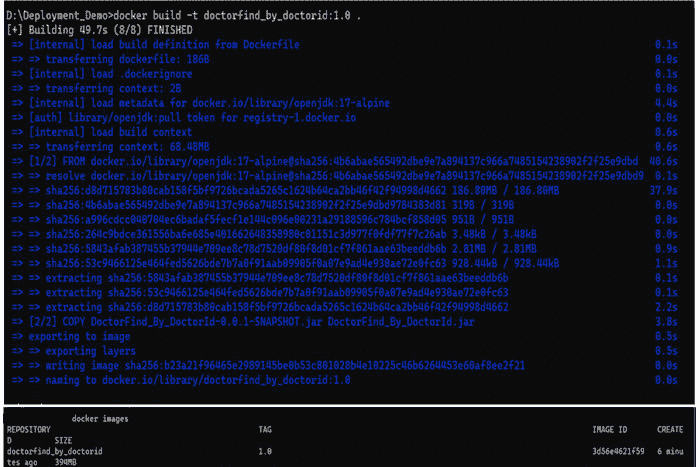 D:\Deployment_Demo>docker build -t doctorfind_by_doctorid:1.0 .
[+] Building 49.7s (8/8) FINISHED
=> [internal] load build definition from Dockerfile 0.1s
=> => transferring dockerfile: 186B 0.0s
=> [internal] load .dockerignore 0.1s
=> => transferring context: 2B 0.0s
=> [internal] load metadata for docker.io/library/openjdk:17-alpine 4.4s
=> [auth] library/openjdk:pull token for registry-1.docker.io 0.0s
=> [internal] load build context 0.6s
=> => transferring context: 68.48MB 0.6s
=> [1/2] FROM docker.io/library/openjdk:17-alpine@sha256:4b6abae565492dbe9e7a894137c966a7485154238902f2f25e9dbd 40.6s
=> => resolve docker.io/library/openjdk:17-alpine@sha256:4b6abae565492dbe9e7a894137c966a7485154238902f2f25e9dbd9 0.1s
=> => sha256:d8d715783b80cab158f5bf9726bcada5265c1624b64ca2bb46f42f94998d4662 186.80MB / 186.80MB 37.9s
=> => sha256:4b6abae565492dbe9e7a894137c966a7485154238902f2f25e9dbd9784383d81 319B / 319B 0.0s
=> => sha256:a996cdcc040704ec6badaf5fecf1e144c096e00231a29188596c784bcf858d05 951B / 951B 0.0s
=> => sha256:264c9bdce361556ba6e685e401662648358980c01151c3d977f0fdf77f7c26ab 3.48kB / 3.48kB 0.0s
=> => sha256:5843afab387455b37944e709ee8c78d7520df80f8d01cf7f861aae63beeddb6b 2.81MB / 2.81MB 0.9s
=> => sha256:53c9466125e464fed5626bde7b7a0f91aab09905f0a07e9ad4e930ae72e0fc63 928.44kB / 928.44kB 1.1s
=> => extracting sha256:5843afab387455b37944e709ee8c78d7520df80f8d01cf7f861aae63beeddb6b 0.1s
=> => extracting sha256:53c9466125e464fed5626bde7b7a0f91aab09905f0a07e9ad4e930ae72e0fc63 0.1s
=> => extracting sha256:d8d715783b80cab158f5bf9726bcada5265c1624b64ca2bb46f42f94998d4662 2.2s
=> [2/2] COPY DoctorFind_By_DoctorId-0.0.1-SNAPSHOT.jar DoctorFind_By_DoctorId.jar 3.8s
=> exporting to image 0.5s
=> => exporting layers 0.5s
=> => writing image sha256:b23a21f96465e2989145be0b53c801028b4e10225c46b6264453e60af8ee2f21 0.0s
=> => naming to docker.io/library/doctorfind_by_doctorid:1.0 0.0s
docker images
REPOSITORY TAG IMAGE ID CREATE
D SIZE
doctorfind_by_doctorid 1.0 3d56e4621f59 6 minu
tes ago 394MB